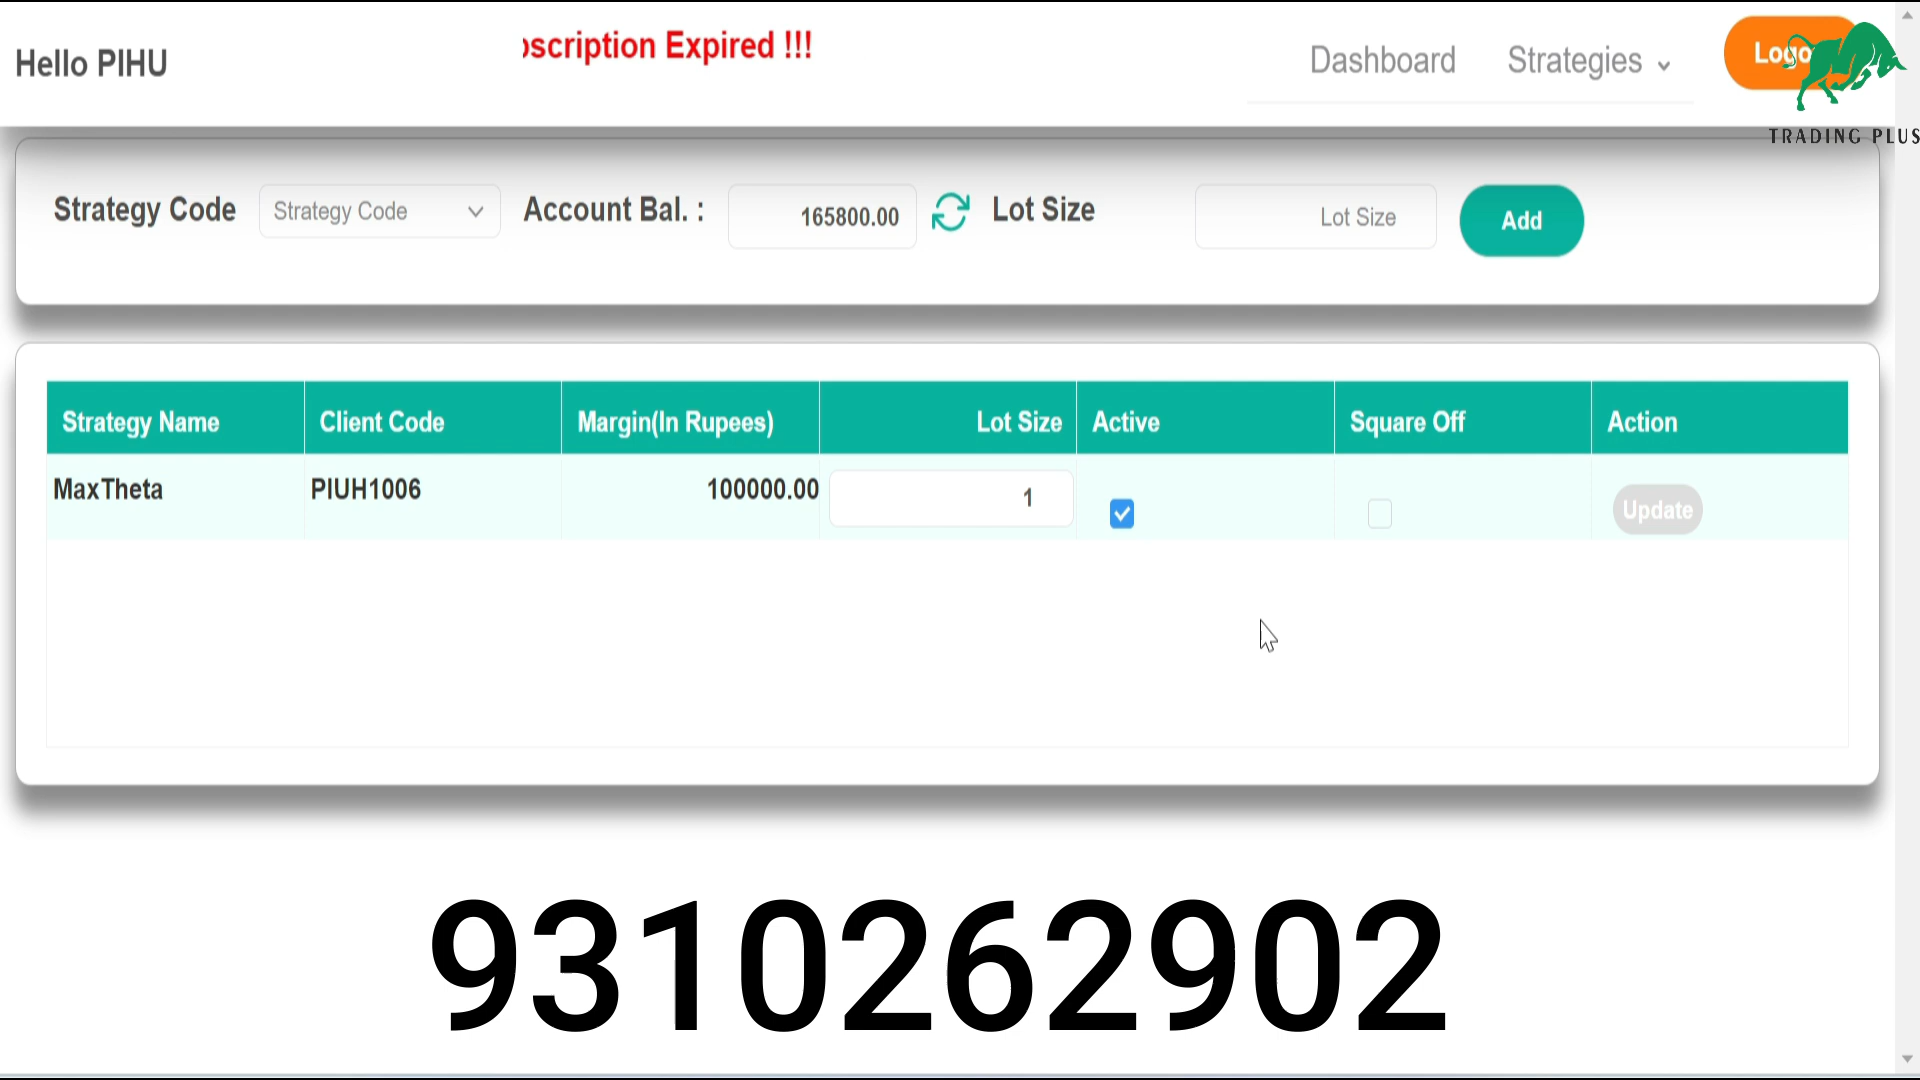 Hello PIHU
scription Expired !!!
Dashboard
Strategies
Logo
TRADING PLUS
Strategy Code
Strategy Code
Account Bal. :
165800.00
Lot Size
Lot Size
Add
Strategy Name
Client Code
Margin(In Rupees)
Lot Size
Active
Square Off
Action
MaxTheta
PIUH1006
100000.00
1
Update
9310262902